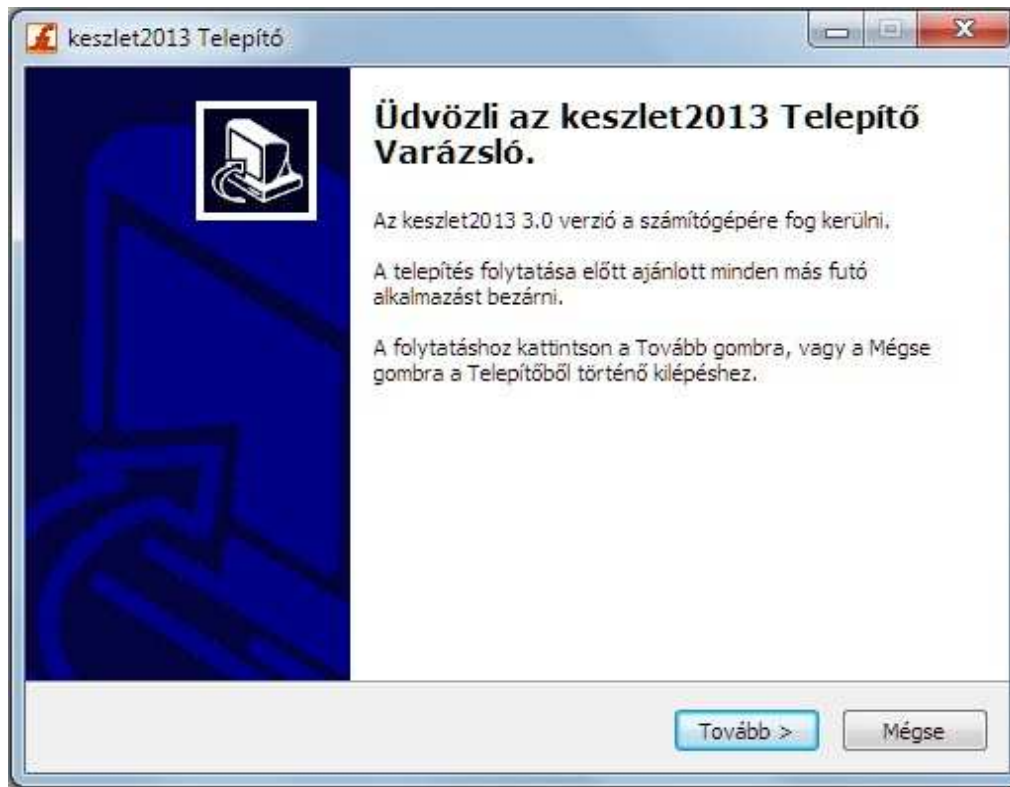 keszlet2013 Telepítő
Üdvözli az keszlet2013 Telepítő
Varázsló.
Az keszlet2013 3.0 verzió a számítógépére fog kerülni.
A telepítés folytatása előtt ajánlott minden más futó
alkalmazást bezárni.
A folytatáshoz kattintson a Tovább gombra, vagy a Mégse
gombra a Telepítőből történő kilépéshez.
Tovább >
Mégse